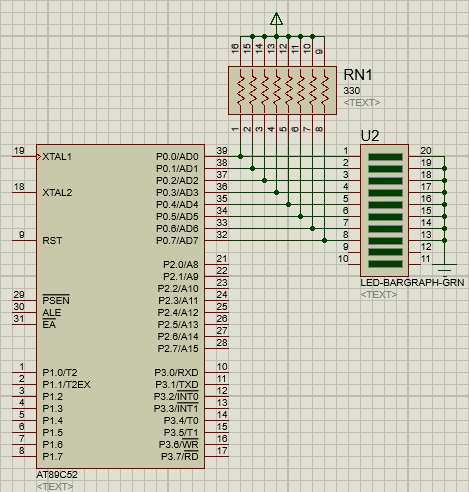 16 15 14 13 12 11 10 9
RN1
330
<TEXT>
1 2 3 4 5 6 7 8
U2
1 20
2 19
3 18
4 17
5 16
6 15
7 14
8 13
9 12
10 11
LED-BARGRAPH-GRN
<TEXT>
19 XTAL1 P0.0/AD0 39
P0.1/AD1 38
P0.2/AD2 37
18 XTAL2 P0.3/AD3 36
P0.4/AD4 35
P0.5/AD5 34
P0.6/AD6 33
9 RST P0.7/AD7 32
P2.0/A8 21
P2.1/A9 22
P2.2/A10 23
29 PSEN P2.3/A11 24
30 ALE P2.4/A12 25
31 EA P2.5/A13 26
P2.6/A14 27
P2.7/A15 28
1 P1.0/T2 P3.0/RXD 10
2 P1.1/T2EX P3.1/TXD 11
3 P1.2 P3.2/INT0 12
4 P1.3 P3.3/INT1 13
5 P1.4 P3.4/T0 14
6 P1.5 P3.5/T1 15
7 P1.6 P3.6/WR 16
8 P1.7 P3.7/RD 17
AT89C52
<TEXT>